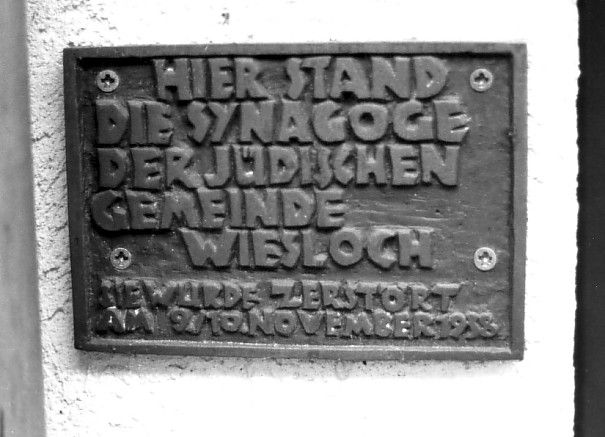 HIER STAND
DIE SYNAGOGE
DER JÜDISCHEN
GEMEINDE
WIESLOCH
SIE WURDE ZERSTÖRT
AM 9/10. NOVEMBER 1938